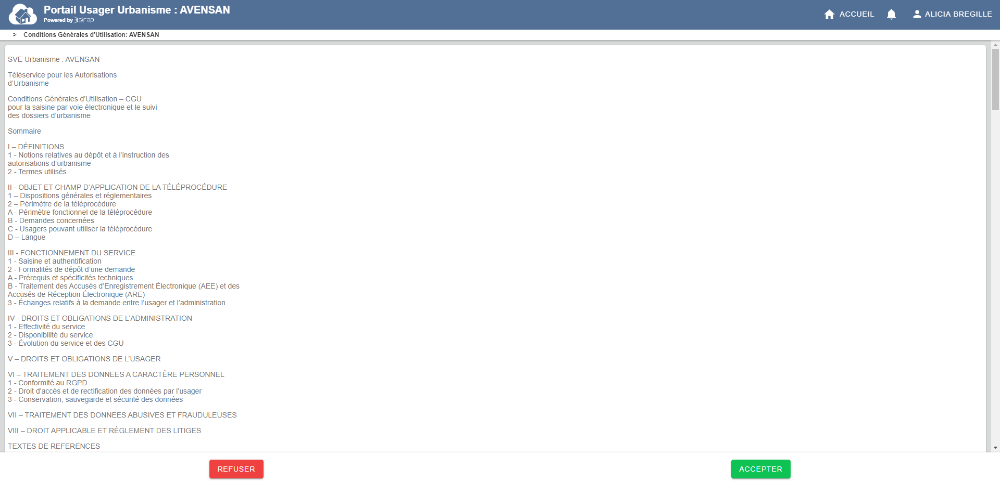 Portail Usager Urbanisme : AVENSAN
Powered by sirap
ACCUEIL
ALICIA BREGILLE
> Conditions Générales d'Utilisation: AVENSAN
SVE Urbanisme : AVENSAN
Téléservice pour les Autorisations
d’Urbanisme
Conditions Générales d’Utilisation – CGU
pour la saisine par voie électronique et le suivi
des dossiers d’urbanisme
Sommaire
I – DÉFINITIONS
1 - Notions relatives au dépôt et à l’instruction des
autorisations d’urbanisme
2 - Termes utilisés
II - OBJET ET CHAMP D’APPLICATION DE LA TÉLÉPROCÉDURE
1 – Dispositions générales et réglementaires
2 – Périmètre de la téléprocédure
A - Périmètre fonctionnel de la téléprocédure
B - Demandes concernées
C - Usagers pouvant utiliser la téléprocédure
D – Langue
III - FONCTIONNEMENT DU SERVICE
1 - Saisine et authentification
2 - Formalités de dépôt d’une demande
A - Prérequis et spécificités techniques
B - Traitement des Accusés d’Enregistrement Électronique (AEE) et des
Accusés de Réception Électronique (ARE)
3 - Échanges relatifs à la demande entre l’usager et l’administration
IV - DROITS ET OBLIGATIONS DE L’ADMINISTRATION
1 - Effectivité du service
2 - Disponibilité du service
3 - Évolution du service et des CGU
V – DROITS ET OBLIGATIONS DE L’USAGER
VI – TRAITEMENT DES DONNEES A CARACTÈRE PERSONNEL
1 - Conformité au RGPD
2 - Droit d’accès et de rectification des données par l’usager
3 - Conservation, sauvegarde et sécurité des données
VII – TRAITEMENT DES DONNEES ABUSIVES ET FRAUDULEUSES
VIII – DROIT APPLICABLE ET RÈGLEMENT DES LITIGES
TEXTES DE REFERENCES
REFUSER
ACCEPTER